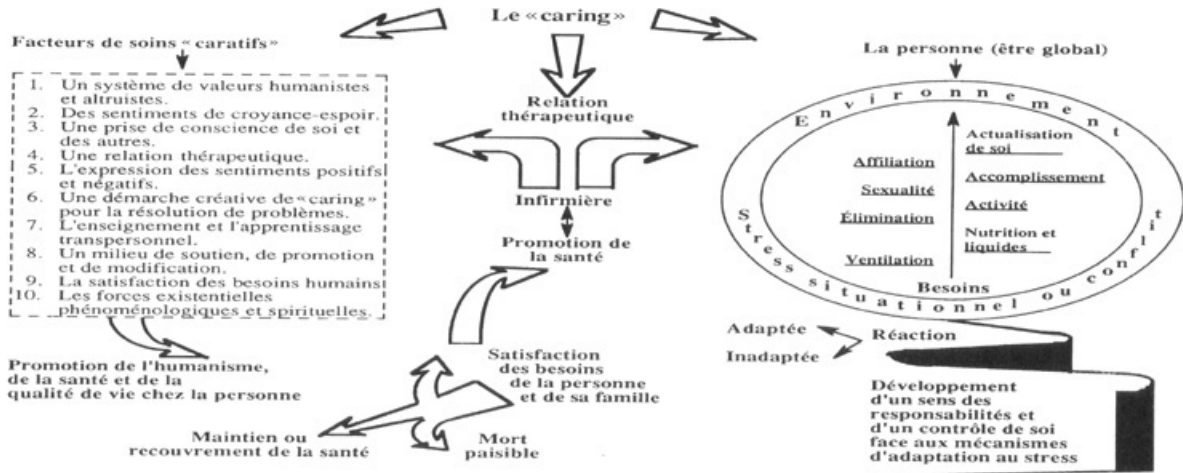 Le «caring»
Facteurs de soins «caratifs»
1. Un système de valeurs humanistes
et altruistes.
2. Des sentiments de croyance-espoir.
3. Une prise de conscience de soi et
des autres.
4. Une relation thérapeutique.
5. L'expression des sentiments positifs
et négatifs.
6. Une démarche créative de «caring»
pour la résolution de problèmes.
7. L'enseignement et l'apprentissage
transpersonnel.
8. Un milieu de soutien, de promotion
et de modification.
9. La satisfaction des besoins humains
10. Les forces existentielles
phénoménologiques et spirituelles.
Promotion de l'humanisme,
de la santé et de la
qualité de vie chez la personne
Relation
thérapeutique
Infirmière
Promotion de
la santé
Satisfaction
des besoins
de la personne
et de sa famille
Maintien ou
recouvrement de la santé
Mort
paisible
La personne (être global)
Environnement
Actualisation
de soi
Affiliation
Accomplissement
Sexualité
Activité
Élimination
Nutrition et
liquides
Ventilation
Besoins
Stress situationnel ou conflit
Adaptée
Réaction
Inadaptée
Développement
d'un sens des
responsabilités et
d'un contrôle de soi
face aux mécanismes
d'adaptation au stress